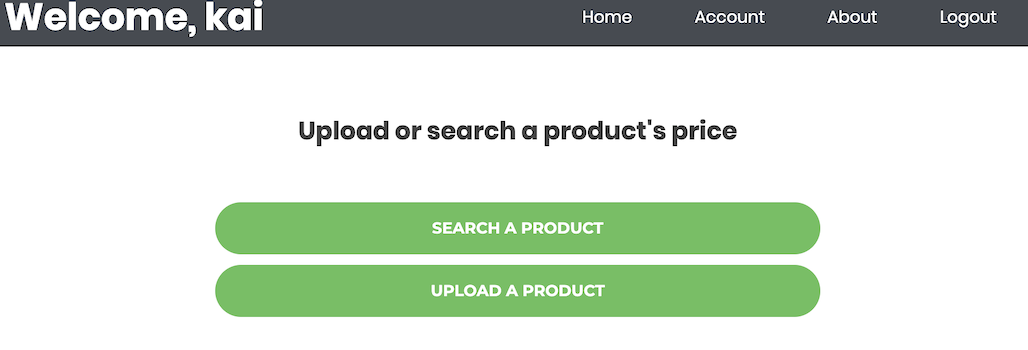 Welcome, kai
Home Account About Logout
Upload or search a product's price
SEARCH A PRODUCT
UPLOAD A PRODUCT